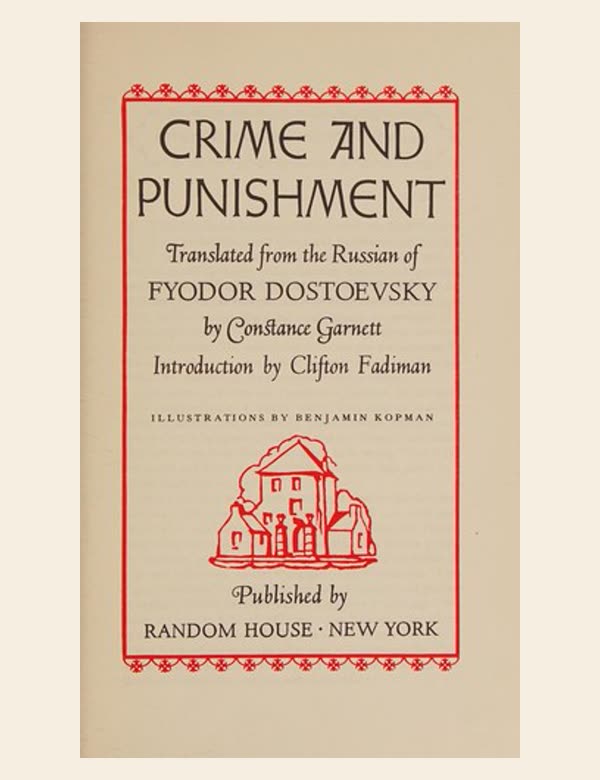 CRIME AND
PUNISHMENT
Translated from the Russian of
FYODOR DOSTOEVSKY
by Constance Garnett
Introduction by Clifton Fadiman
ILLUSTRATIONS BY BENJAMIN KOPMAN
Published by
RANDOM HOUSE · NEW YORK